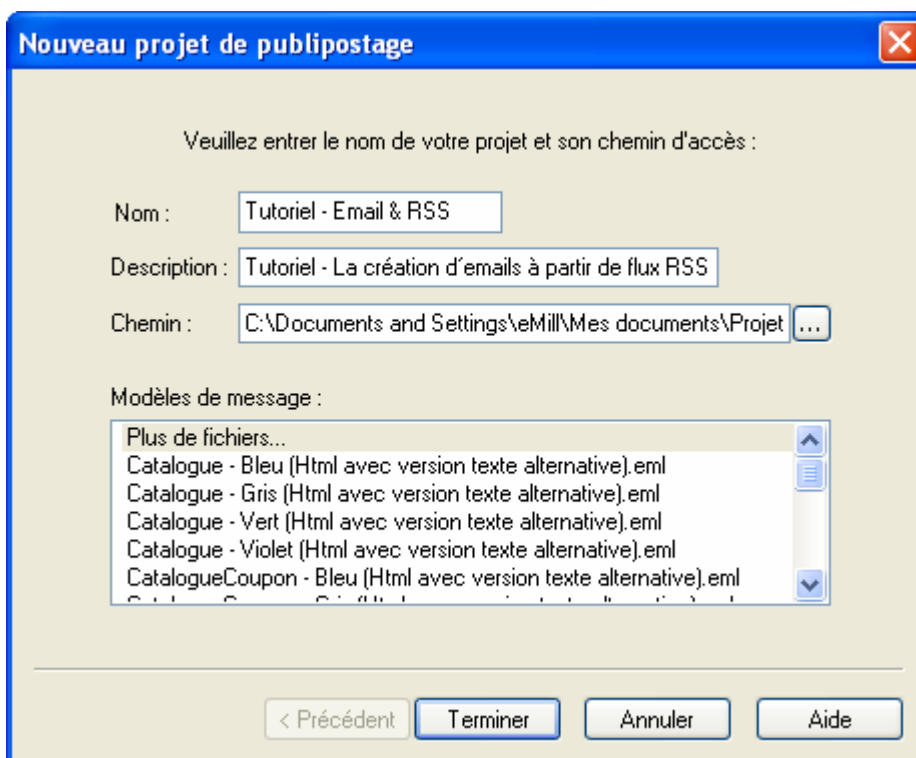 Nouveau projet de publipostage
Veuillez entrer le nom de votre projet et son chemin d'accès :
Nom :
Tutoriel - Email & RSS
Description :
Tutoriel - La création d´emails à partir de flux RSS
Chemin :
C:\Documents and Settings\eMill\Mes documents\Projet
...
Modèles de message :
Plus de fichiers...
Catalogue - Bleu (Html avec version texte alternative).eml
Catalogue - Gris (Html avec version texte alternative).eml
Catalogue - Vert (Html avec version texte alternative).eml
Catalogue - Violet (Html avec version texte alternative).eml
CatalogueCoupon - Bleu (Html avec version texte alternative).eml
< Précédent
Terminer
Annuler
Aide